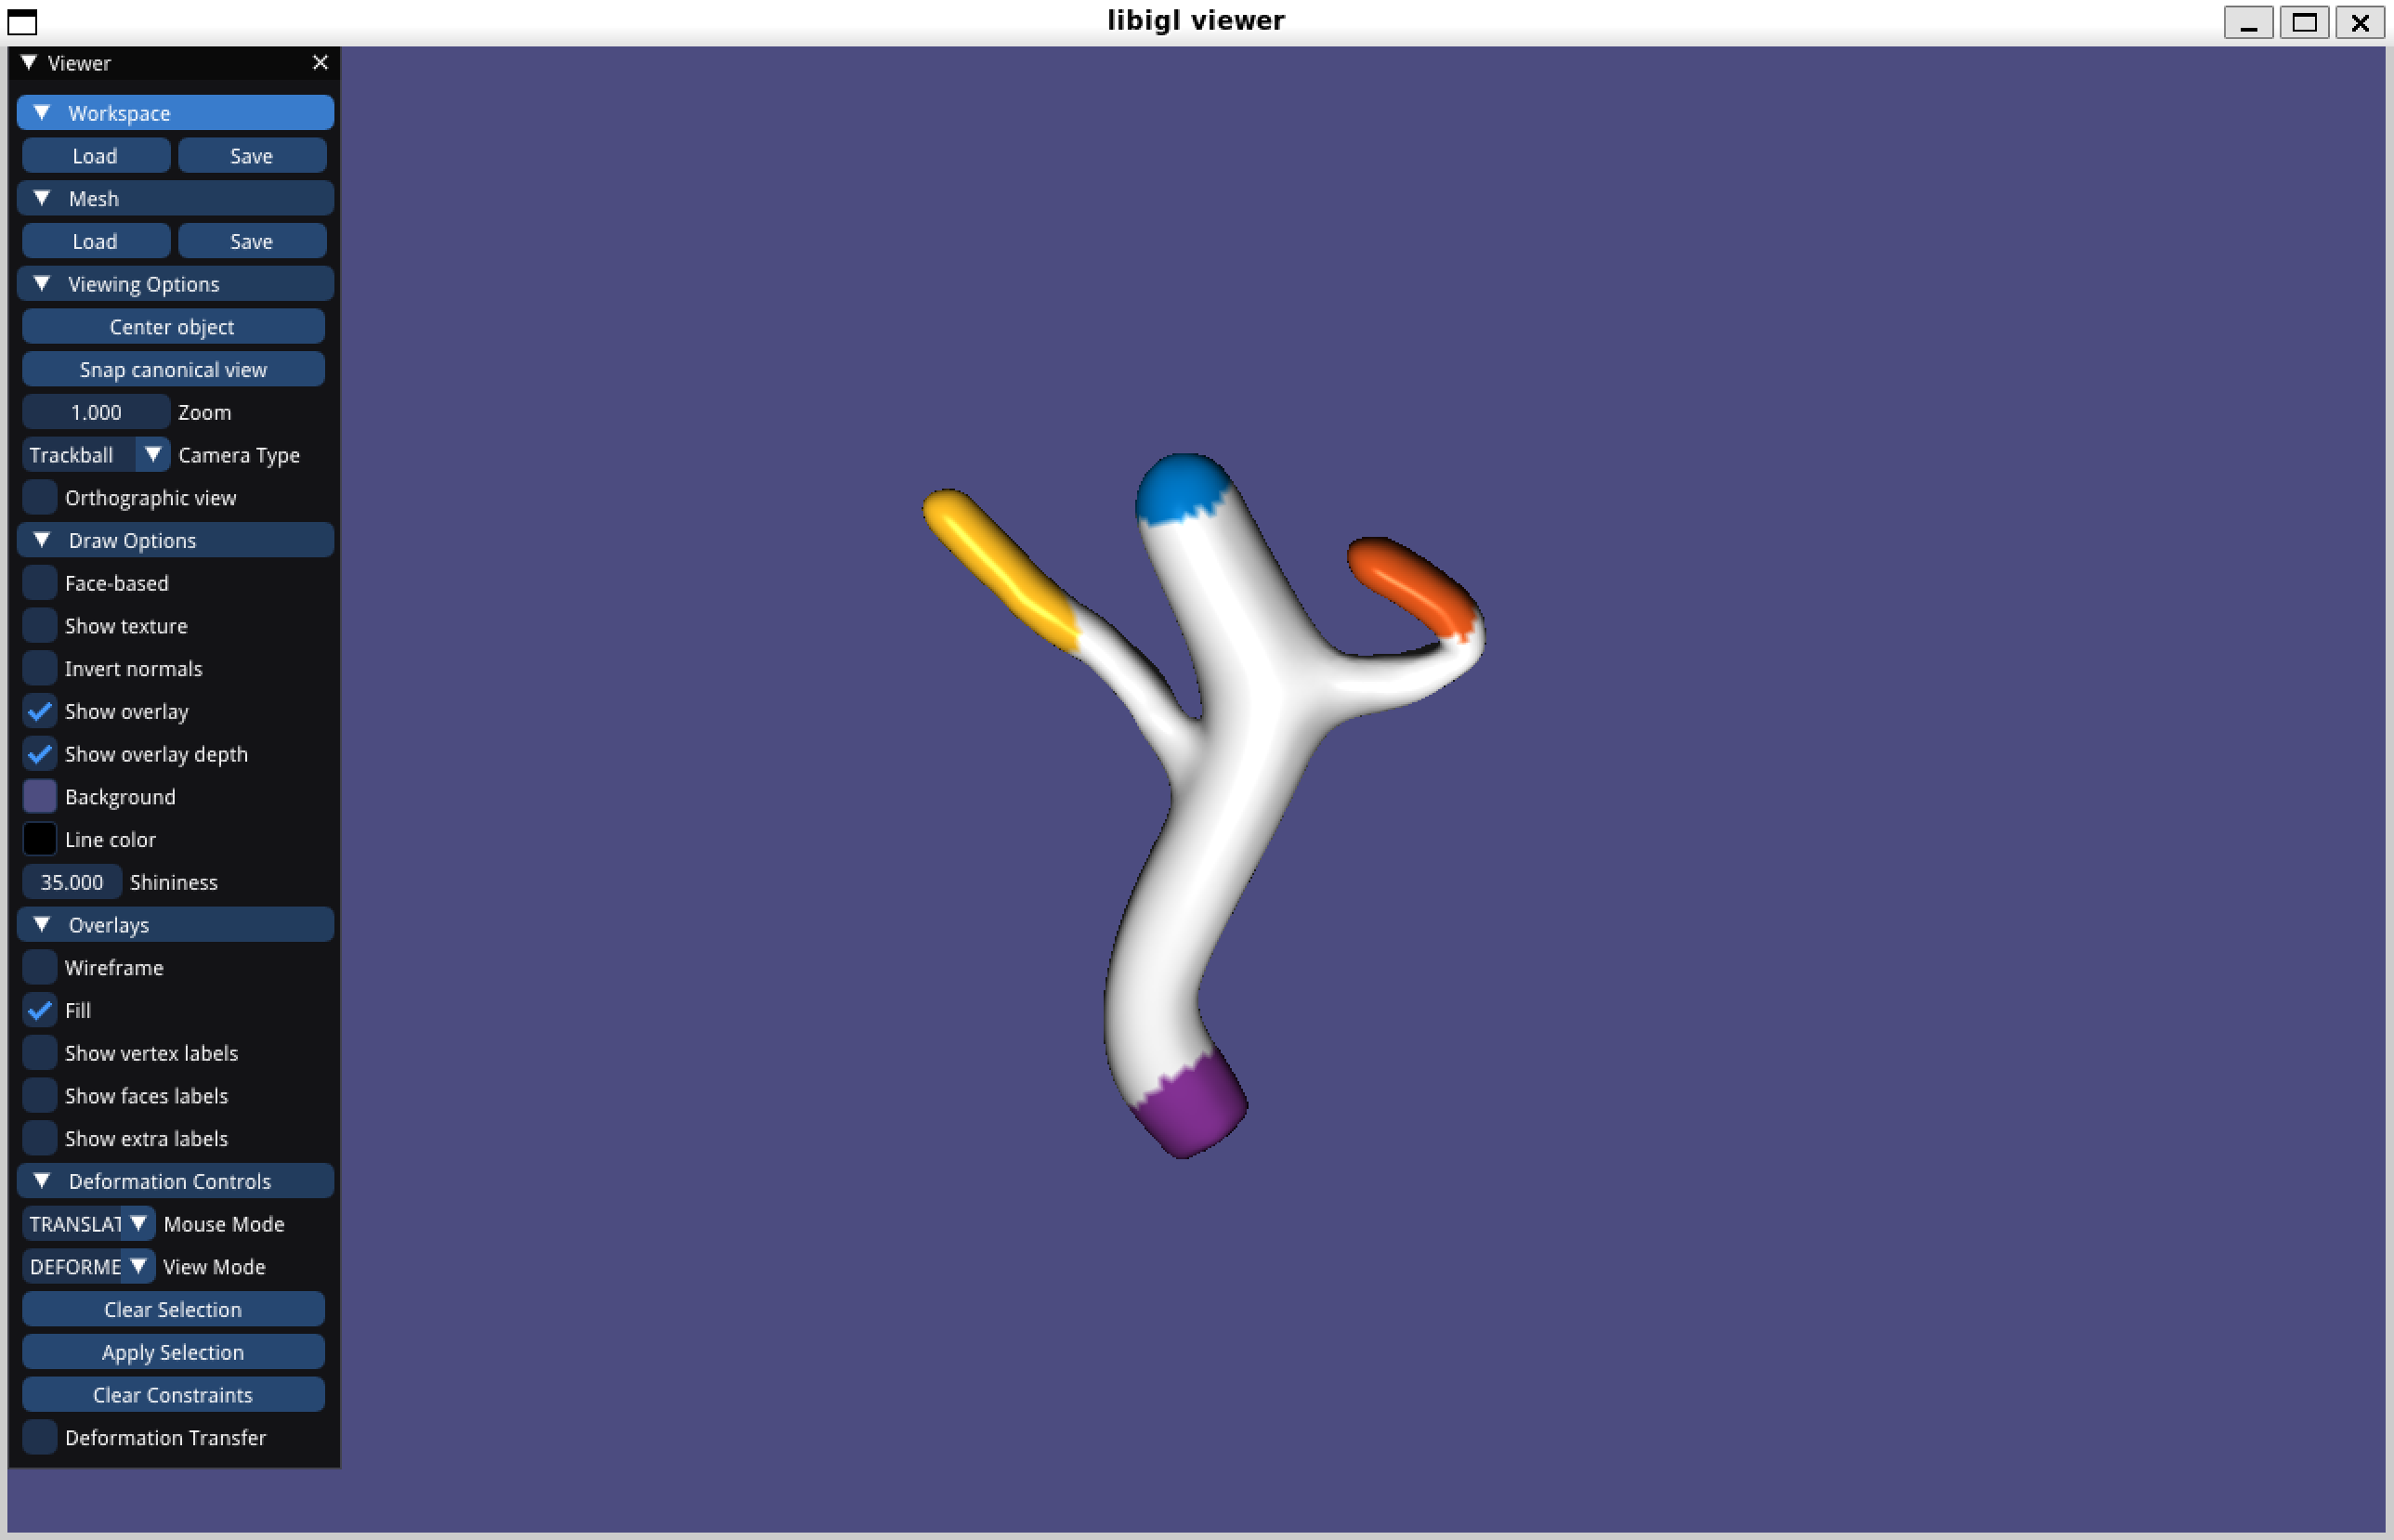 libigl viewer
Viewer
Workspace
Load Save
Mesh
Load Save
Viewing Options
Center object
Snap canonical view
1.000 Zoom
Trackball Camera Type
Orthographic view
Draw Options
Face-based
Show texture
Invert normals
Show overlay
Show overlay depth
Background
Line color
35.000 Shininess
Overlays
Wireframe
Fill
Show vertex labels
Show faces labels
Show extra labels
Deformation Controls
TRANSLAT Mouse Mode
DEFORME View Mode
Clear Selection
Apply Selection
Clear Constraints
Deformation Transfer